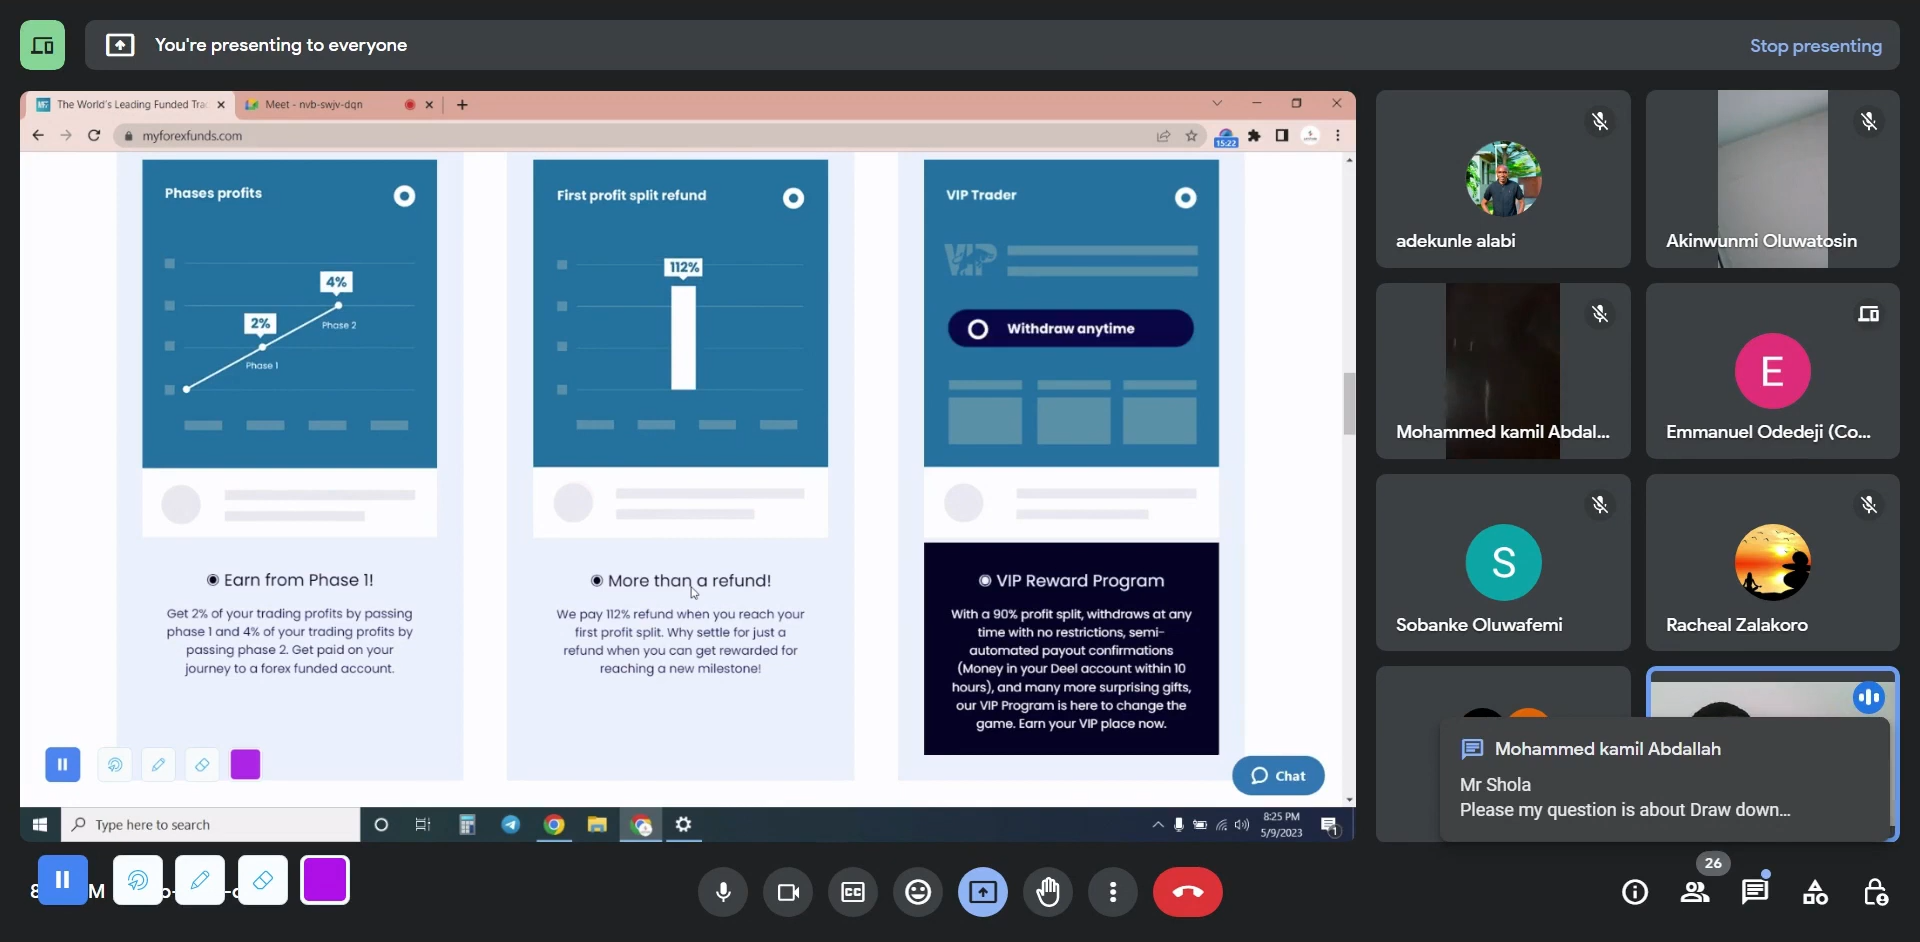 You're presenting to everyone
Stop presenting
The World's Leading Funded Tra
Meet - nvb-swjv-dqn
myforexfunds.com
15:22
Phases profits
4%
Phase 2
2%
Phase 1
Earn from Phase 1!
Get 2% of your trading profits by passing
phase 1 and 4% of your trading profits by
passing phase 2. Get paid on your
journey to a forex funded account.
First profit split refund
112%
More than a refund!
We pay 112% refund when you reach your
first profit split. Why settle for just a
refund when you can get rewarded for
reaching a new milestone!
VIP Trader
VIP
Withdraw anytime
VIP Reward Program
With a 90% profit split, withdraws at any
time with no restrictions, semi-
automated payout confirmations
(Money in your Deel account within 10
hours), and many more surprising gifts,
our VIP Program is here to change the
game. Earn your VIP place now.
Chat
Type here to search
8:25 PM
5/9/2023
1
adekunle alabi
Akinwunmi Oluwatosin
Mohammed kamil Abdal...
E
Emmanuel Odedeji (Co...
S
Sobanke Oluwafemi
Racheal Zalakoro
Mohammed kamil Abdallah
Mr Shola
Please my question is about Draw down...
26